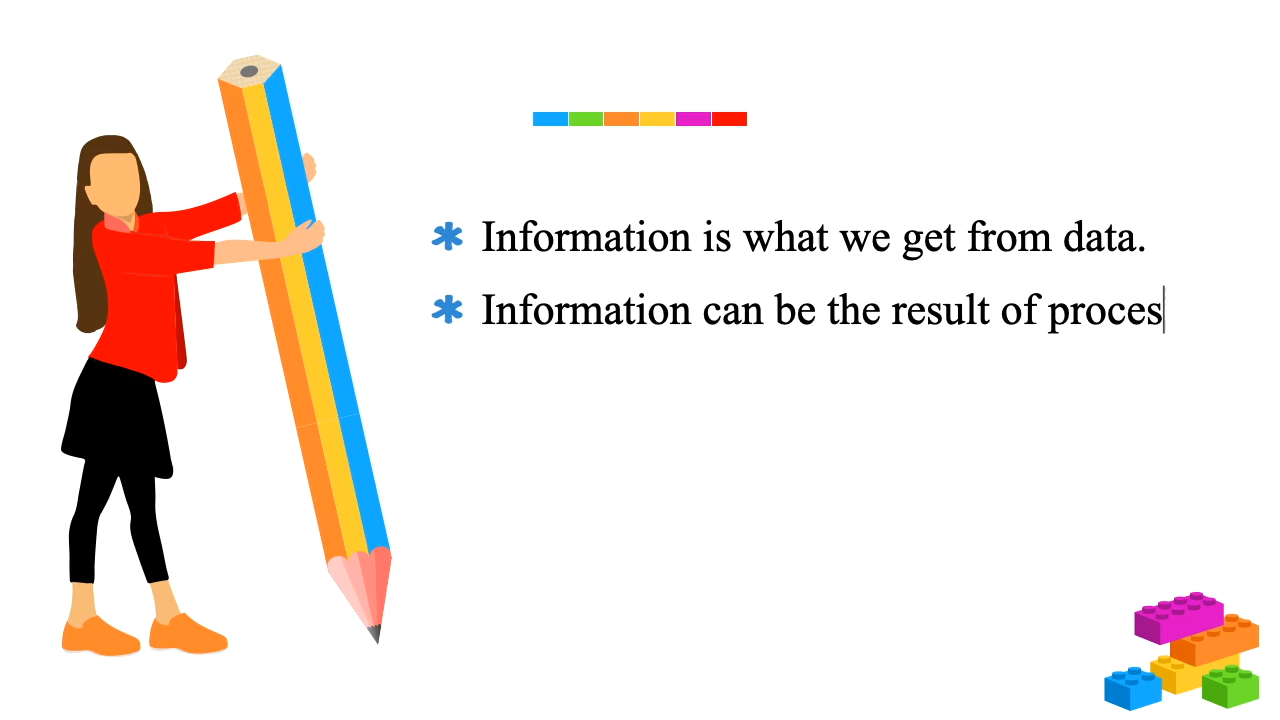 Information is what we get from data.
Information can be the result of proces